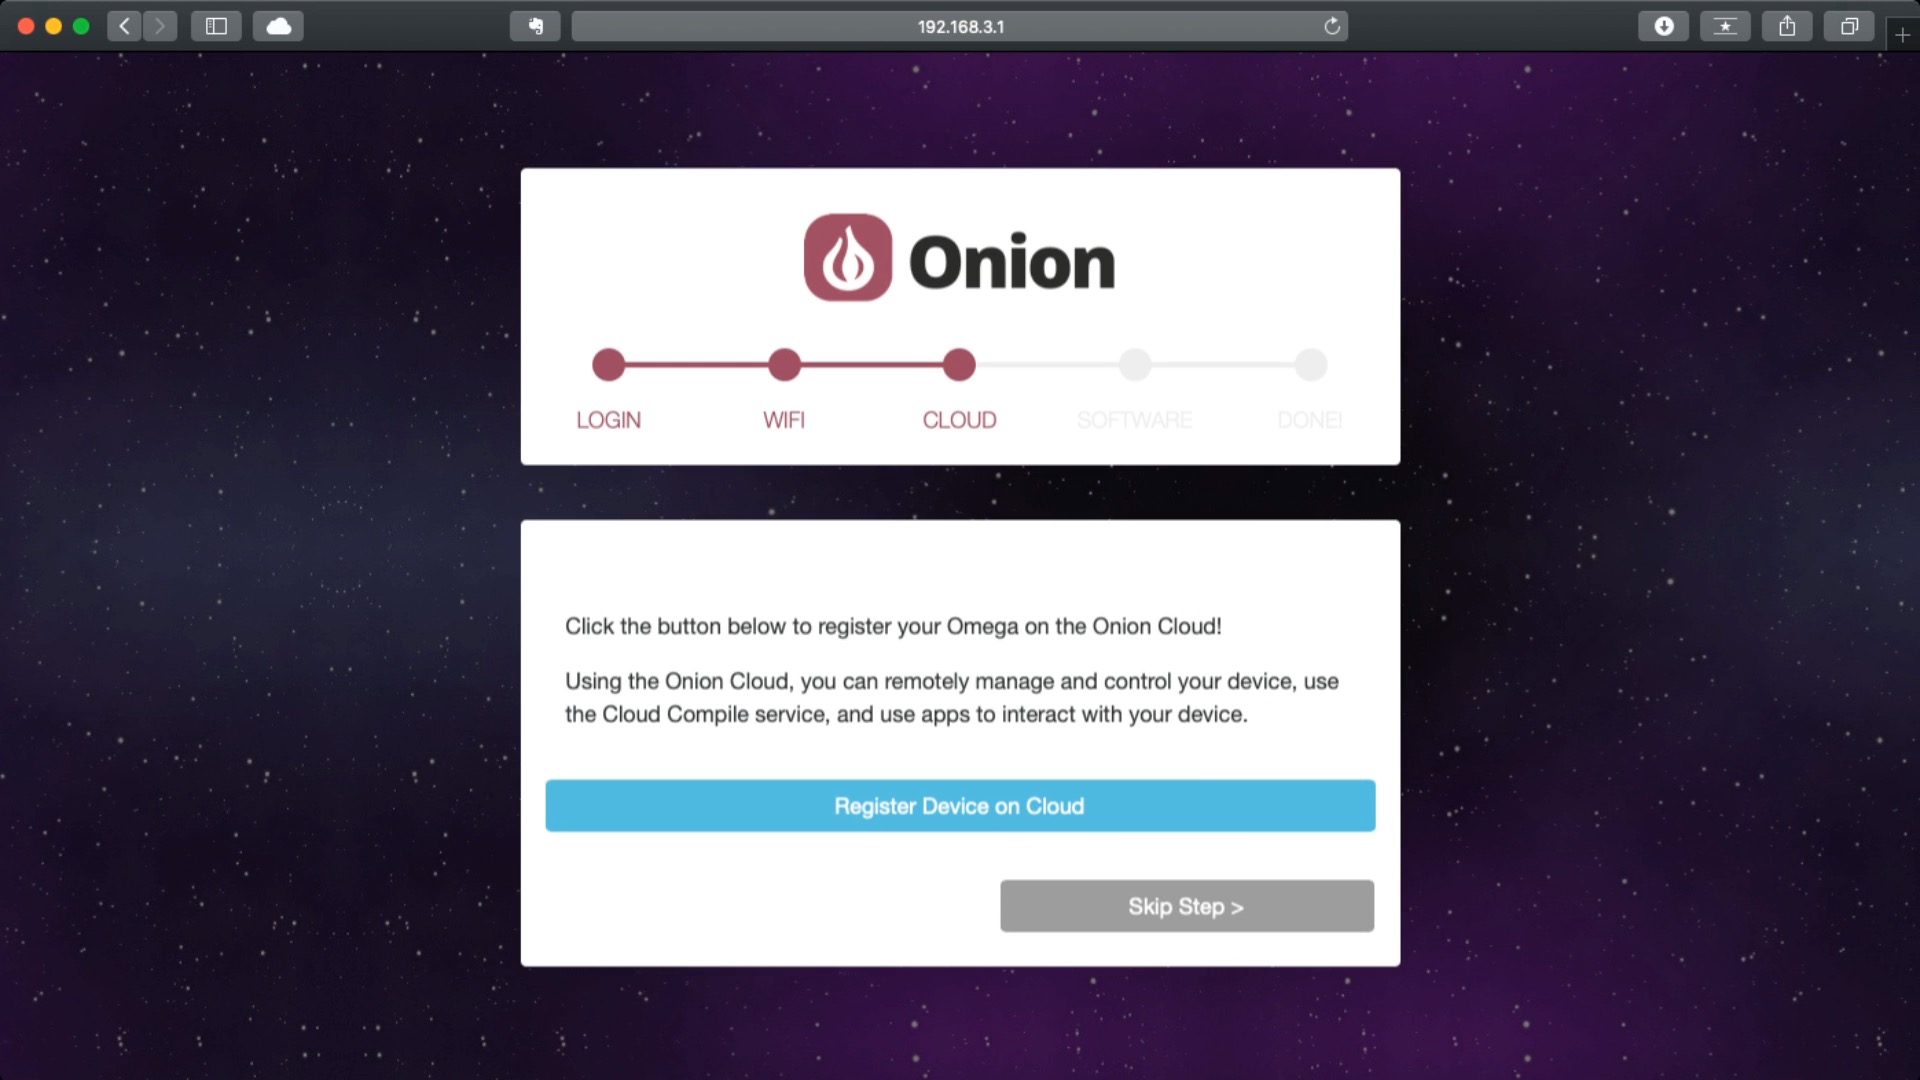 192.168.3.1
Onion
LOGIN
WIFI
CLOUD
SOFTWARE
DONE!
Click the button below to register your Omega on the Onion Cloud!
Using the Onion Cloud, you can remotely manage and control your device, use
the Cloud Compile service, and use apps to interact with your device.
Register Device on Cloud
Skip Step >